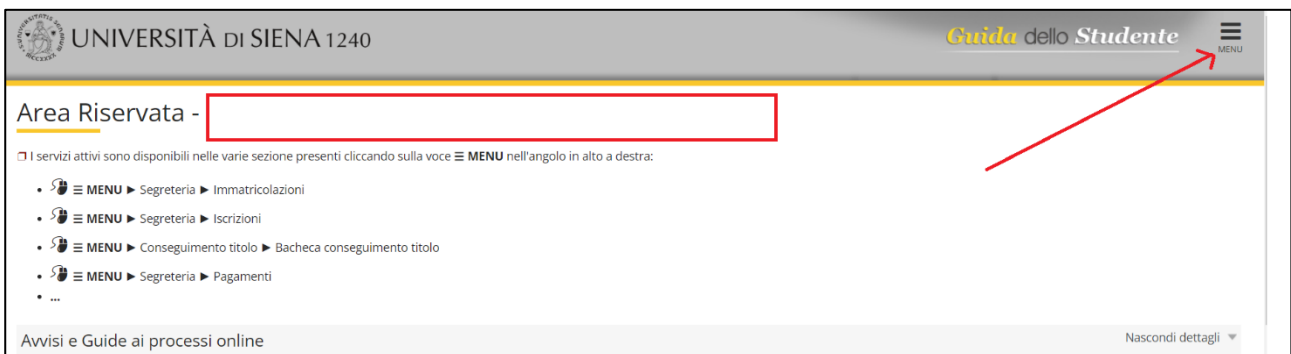 UNIVERSITÀ DI SIENA 1240
Guida dello Studente
MENU
Area Riservata -
I servizi attivi sono disponibili nelle varie sezione presenti cliccando sulla voce ☰ MENU nell'angolo in alto a destra:
• ☰ MENU ► Segreteria ► Immatricolazioni
• ☰ MENU ► Segreteria ► Iscrizioni
• ☰ MENU ► Conseguimento titolo ► Bacheca conseguimento titolo
• ☰ MENU ► Segreteria ► Pagamenti
• ...
Avvisi e Guide ai processi online
Nascondi dettagli